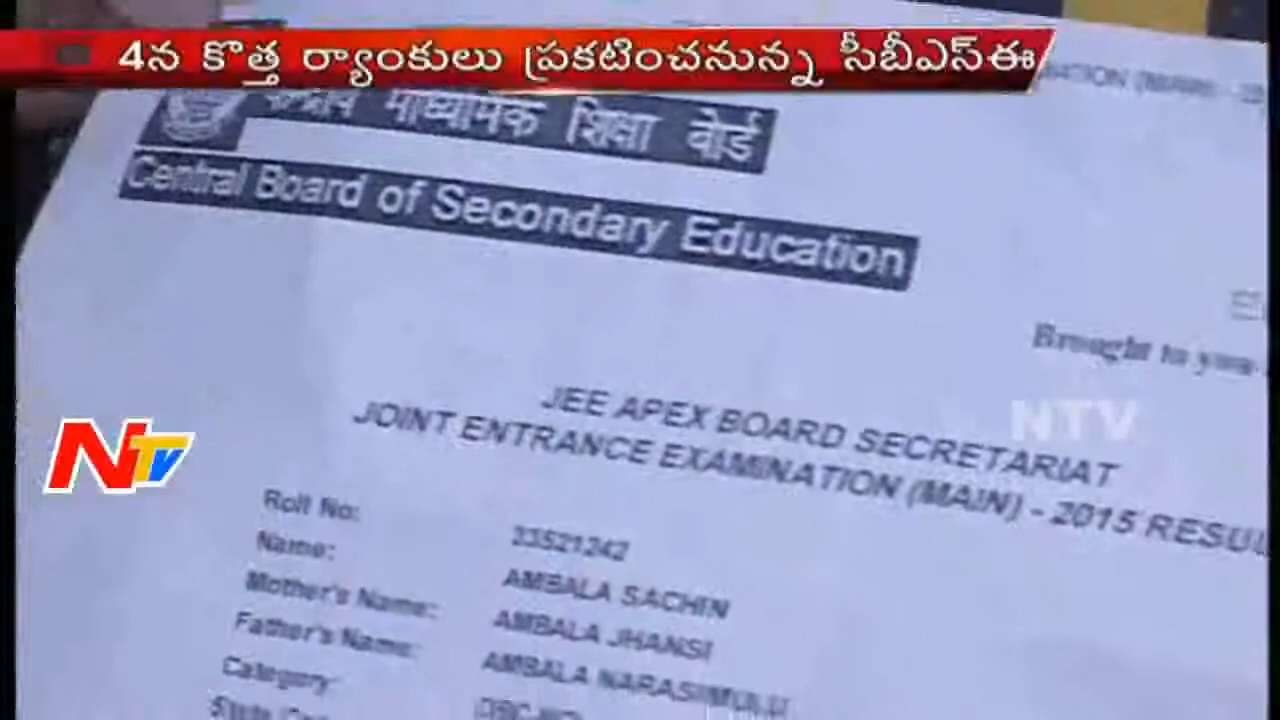 4న కొత్త ర్యాంకులు ప్రకటించనున్న సీబీఎస్ఈ
माध्यमिक शिक्षा बोर्ड
Central Board of Secondary Education
Brought to you
NTV
JEE APEX BOARD SECRETARIAT
JOINT ENTRANCE EXAMINATION (MAIN) - 2015
NTV
Roll No: 23521242
Name: AMBALA SACHIN
Mother's Name: AMBALA JHANSI
Father's Name: AMBALA NARASIMULU
Category: